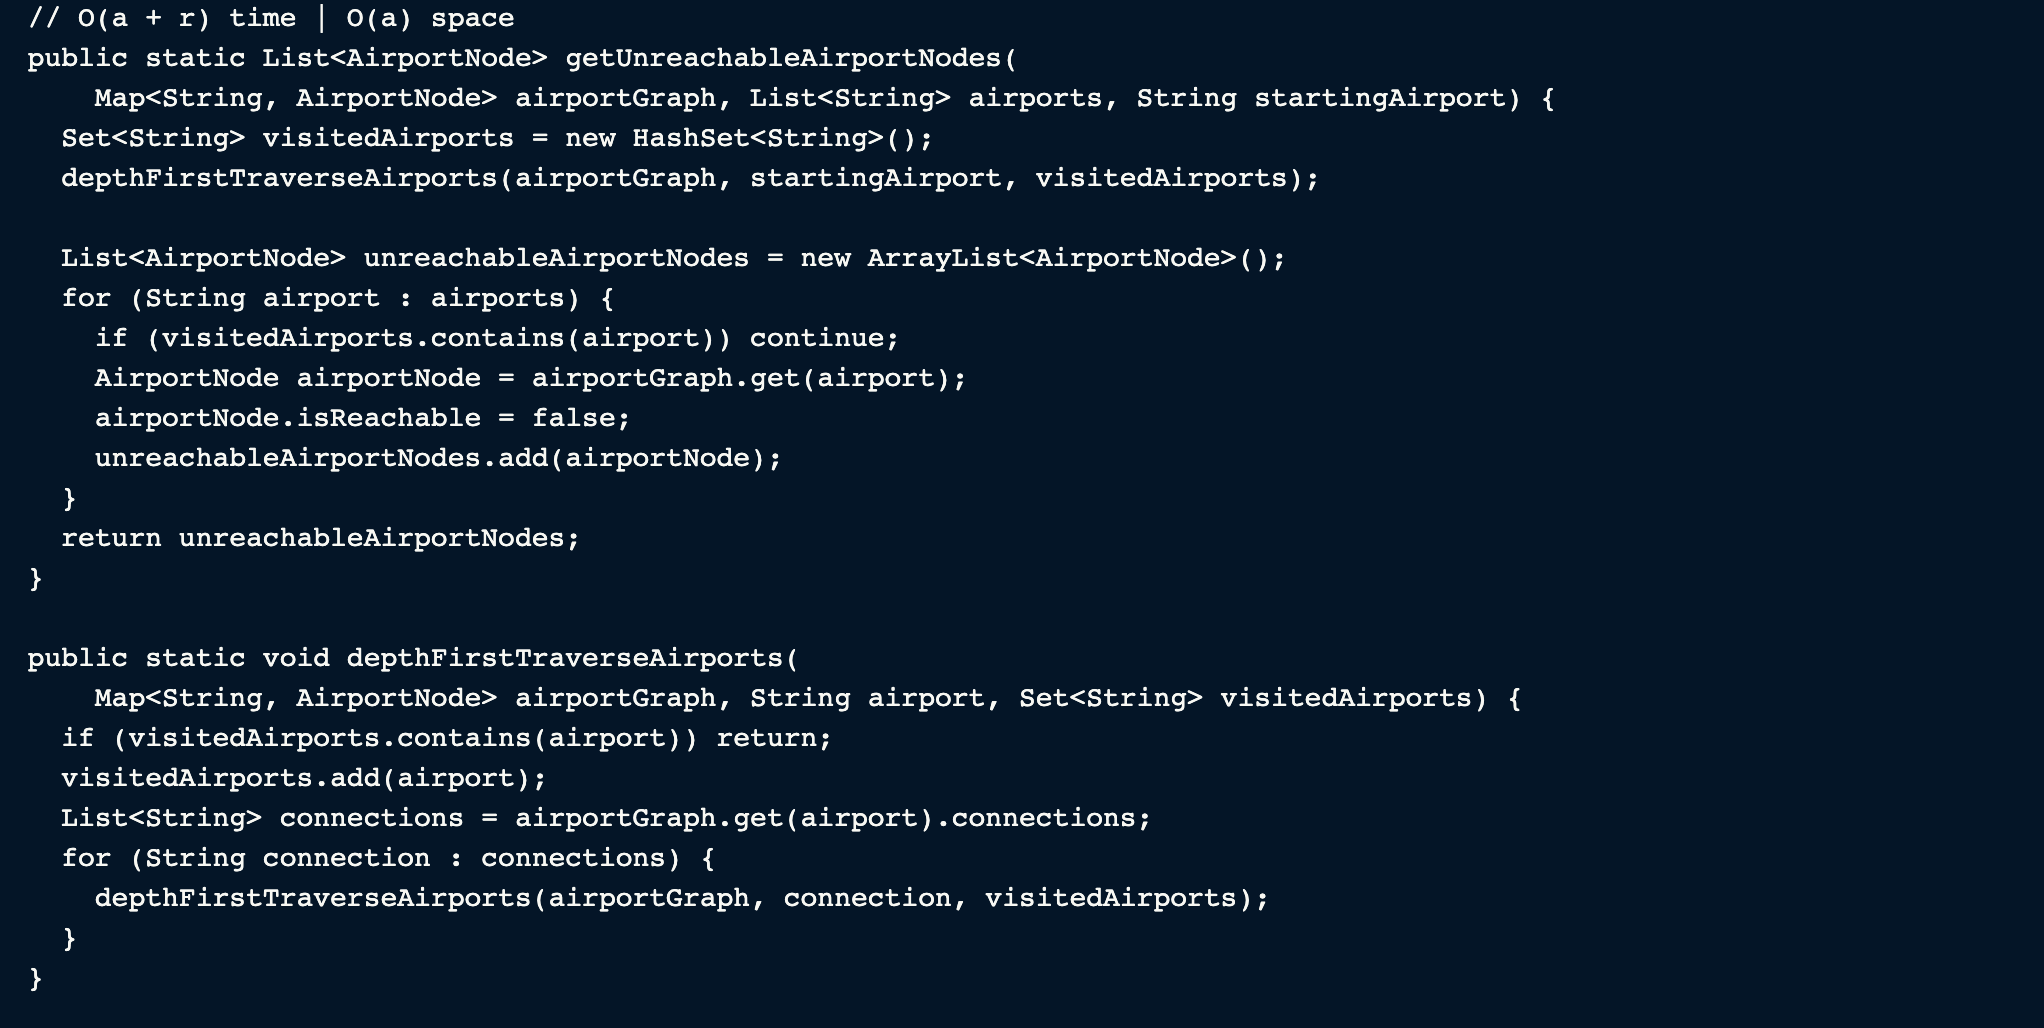 // O(a + r) time | O(a) space
public static List<AirportNode> getUnreachableAirportNodes(
    Map<String, AirportNode> airportGraph, List<String> airports, String startingAirport) {
  Set<String> visitedAirports = new HashSet<String>();
  depthFirstTraverseAirports(airportGraph, startingAirport, visitedAirports);

  List<AirportNode> unreachableAirportNodes = new ArrayList<AirportNode>();
  for (String airport : airports) {
    if (visitedAirports.contains(airport)) continue;
    AirportNode airportNode = airportGraph.get(airport);
    airportNode.isReachable = false;
    unreachableAirportNodes.add(airportNode);
  }
  return unreachableAirportNodes;
}

public static void depthFirstTraverseAirports(
    Map<String, AirportNode> airportGraph, String airport, Set<String> visitedAirports) {
  if (visitedAirports.contains(airport)) return;
  visitedAirports.add(airport);
  List<String> connections = airportGraph.get(airport).connections;
  for (String connection : connections) {
    depthFirstTraverseAirports(airportGraph, connection, visitedAirports);
  }
}